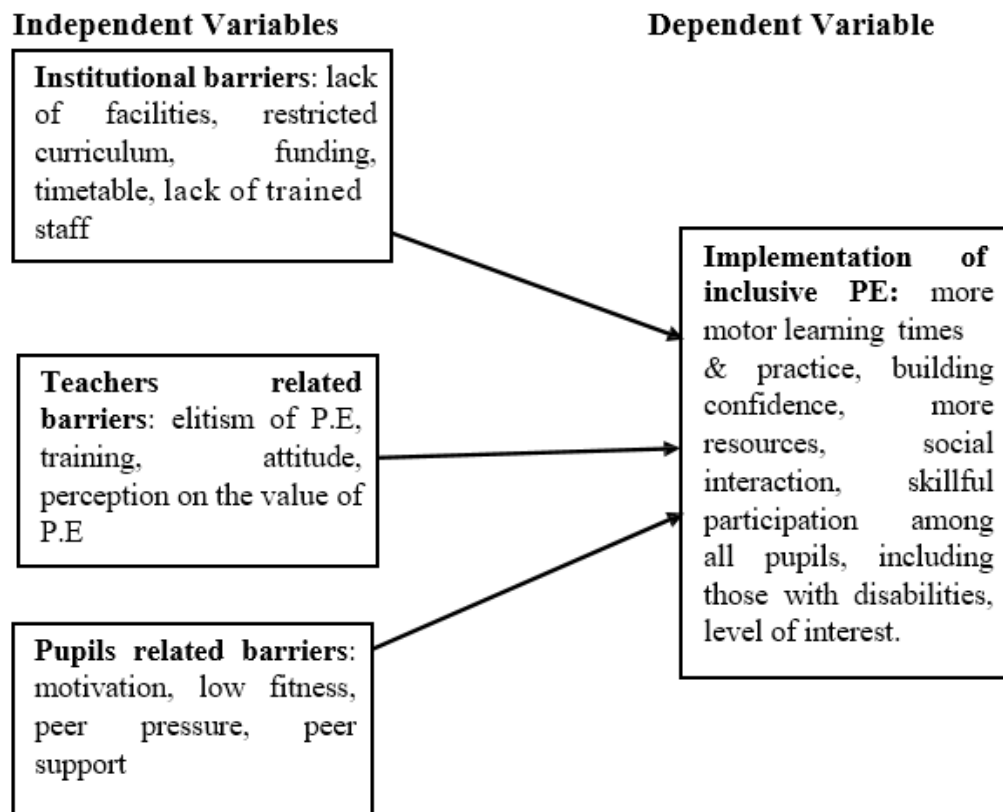 Independent Variables
Dependent Variable
Institutional barriers: lack
of facilities, restricted
curriculum, funding,
timetable, lack of trained
staff
Teachers related
barriers: elitism of P.E,
training, attitude,
perception on the value of
P.E
Pupils related barriers:
motivation, low fitness,
peer pressure, peer
support
Implementation of
inclusive PE: more
motor learning times
& practice, building
confidence, more
resources, social
interaction, skillful
participation among
all pupils, including
those with disabilities,
level of interest.